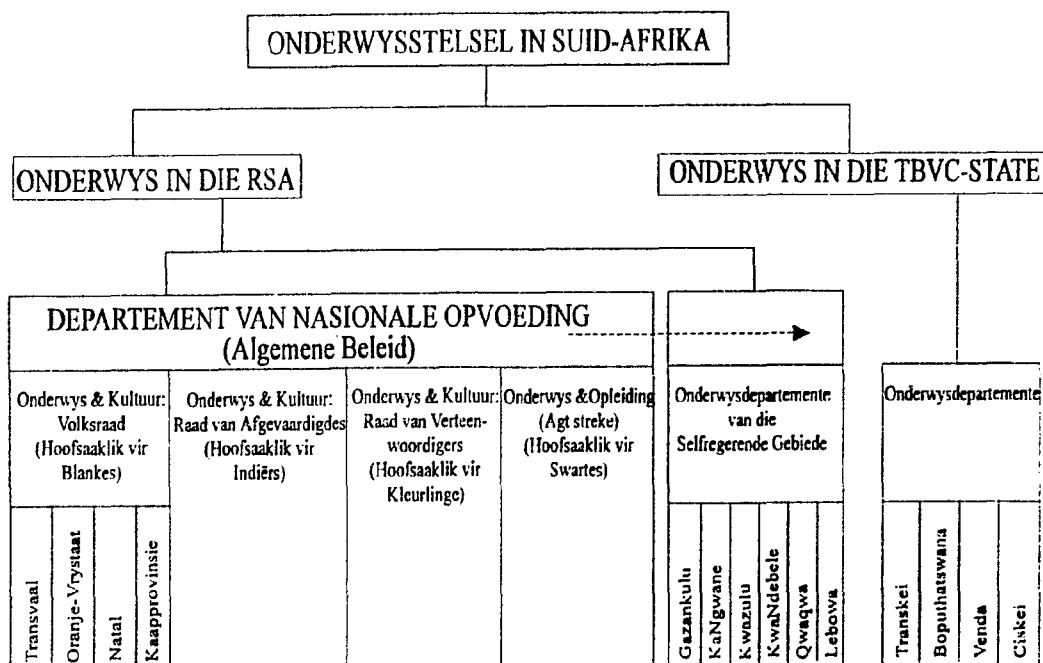 ONDERWYSSTELSEL IN SUID-AFRIKA
ONDERWYS IN DIE RSA
ONDERWYS IN DIE TBVC-STATE
DEPARTEMENT VAN NASIONALE OPVOEDING
(Algemene Beleid)
Onderwys & Kultuur:
Volksraad
(Hoofsaaklik vir
Blankes)
Onderwys & Kultuur:
Raad van Afgevaardigdes
(Hoofsaaklik vir
Indiërs)
Onderwys & Kultuur:
Raad van Verteen-
woordigers
(Hoofsaaklik vir
Kleurlinge)
Onderwys &Opleiding
(Agt streke)
(Hoofsaaklik vir
Swartes)
Onderwysdepartemente
van die
Selfregerende Gebiede
Onderwysdepartemente
Transvaal
Oranje-Vrystaat
Natal
Kaapprovinsie
Gazankulu
KaNgwane
Kwazulu
KwaNdebele
Qwaqwa
Lebowa
Transkei
Boputhatswana
Venda
Ciskei